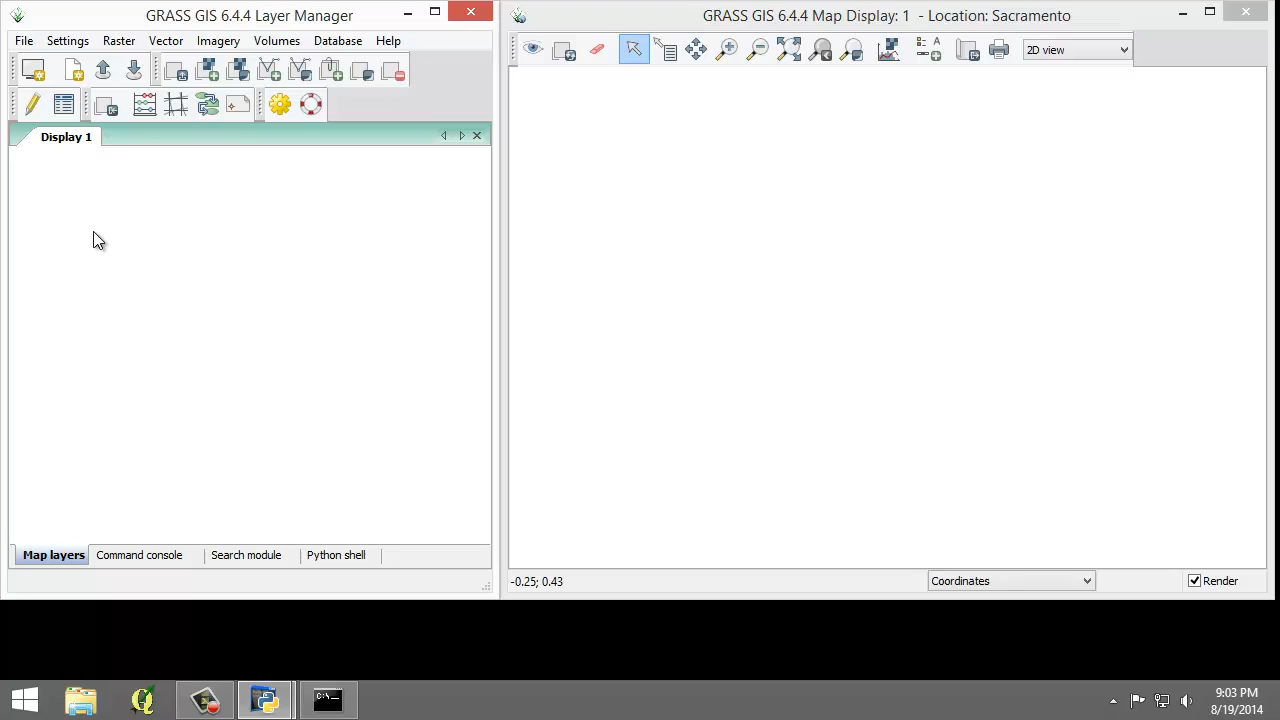 GRASS GIS 6.4.4 Layer Manager
File Settings Raster Vector Imagery Volumes Database Help
Display 1
Map layers Command console Search module Python shell
GRASS GIS 6.4.4 Map Display: 1 - Location: Sacramento
2D view
-0.25; 0.43
Coordinates
Render
9:03 PM
8/19/2014